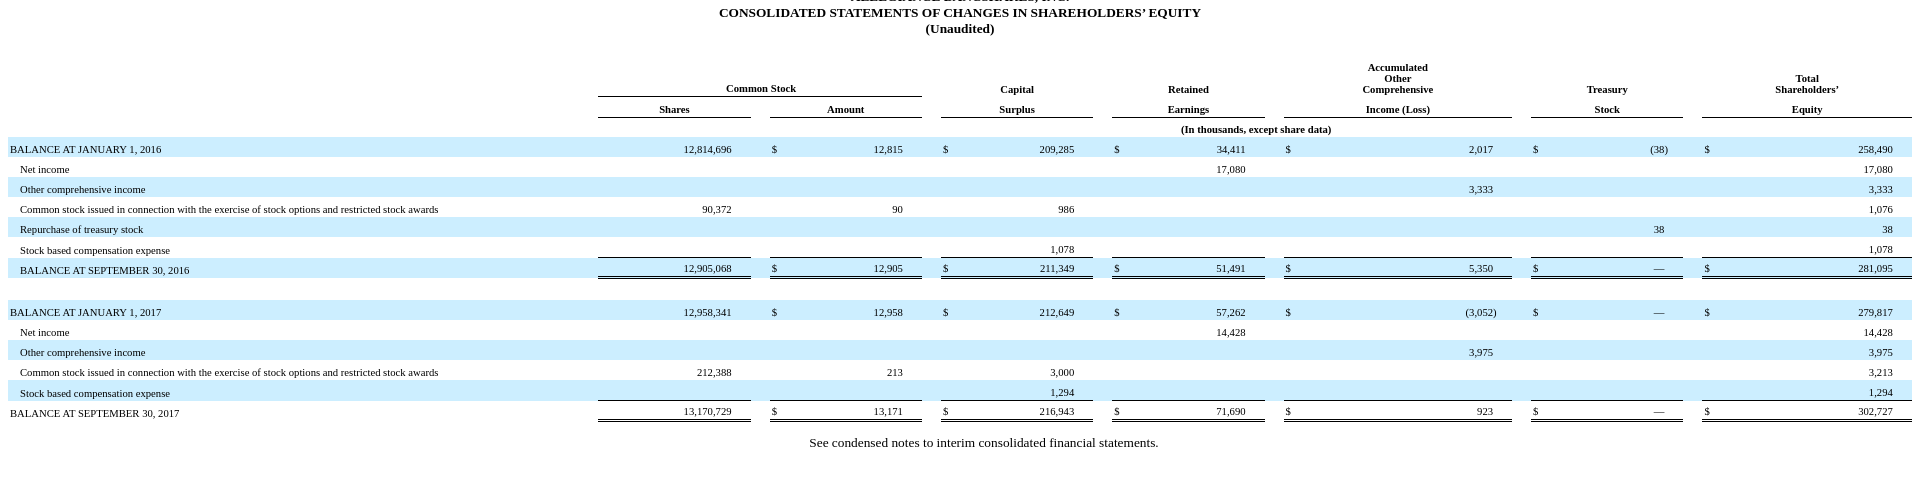 CONSOLIDATED STATEMENTS OF CHANGES IN SHAREHOLDERS’ EQUITY
(Unaudited)
Common Stock Capital Retained Accumulated Other Comprehensive Treasury Total Shareholders’
Shares Amount Surplus Earnings Income (Loss) Stock Equity
(In thousands, except share data)
BALANCE AT JANUARY 1, 2016 12,814,696 $ 12,815 $ 209,285 $ 34,411 $ 2,017 $ (38) $ 258,490
Net income 17,080 17,080
Other comprehensive income 3,333 3,333
Common stock issued in connection with the exercise of stock options and restricted stock awards 90,372 90 986 1,076
Repurchase of treasury stock 38 38
Stock based compensation expense 1,078 1,078
BALANCE AT SEPTEMBER 30, 2016 12,905,068 $ 12,905 $ 211,349 $ 51,491 $ 5,350 $ — $ 281,095
BALANCE AT JANUARY 1, 2017 12,958,341 $ 12,958 $ 212,649 $ 57,262 $ (3,052) $ — $ 279,817
Net income 14,428 14,428
Other comprehensive income 3,975 3,975
Common stock issued in connection with the exercise of stock options and restricted stock awards 212,388 213 3,000 3,213
Stock based compensation expense 1,294 1,294
BALANCE AT SEPTEMBER 30, 2017 13,170,729 $ 13,171 $ 216,943 $ 71,690 $ 923 $ — $ 302,727
See condensed notes to interim consolidated financial statements.